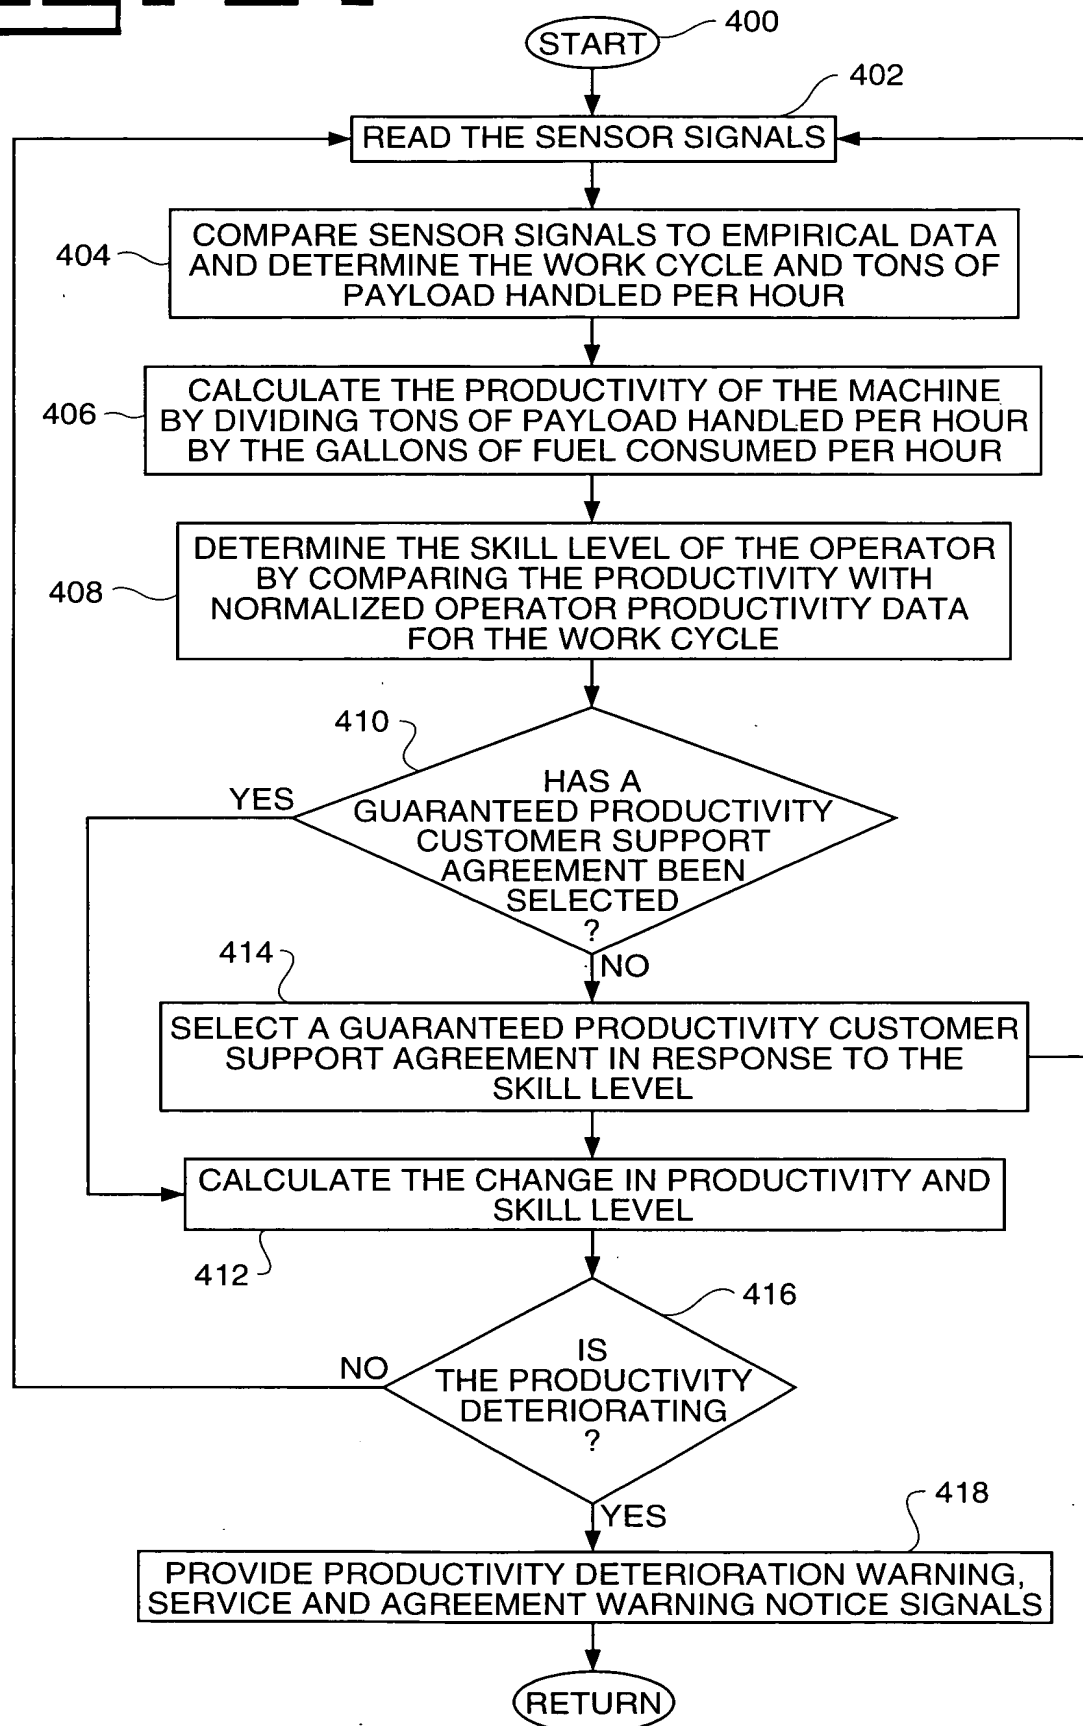 START
400
402
READ THE SENSOR SIGNALS
404
COMPARE SENSOR SIGNALS TO EMPIRICAL DATA
AND DETERMINE THE WORK CYCLE AND TONS OF
PAYLOAD HANDLED PER HOUR
406
CALCULATE THE PRODUCTIVITY OF THE MACHINE
BY DIVIDING TONS OF PAYLOAD HANDLED PER HOUR
BY THE GALLONS OF FUEL CONSUMED PER HOUR
408
DETERMINE THE SKILL LEVEL OF THE OPERATOR
BY COMPARING THE PRODUCTIVITY WITH
NORMALIZED OPERATOR PRODUCTIVITY DATA
FOR THE WORK CYCLE
410
YES
HAS A
GUARANTEED PRODUCTIVITY
CUSTOMER SUPPORT
AGREEMENT BEEN
SELECTED
?
NO
414
SELECT A GUARANTEED PRODUCTIVITY CUSTOMER
SUPPORT AGREEMENT IN RESPONSE TO THE
SKILL LEVEL
CALCULATE THE CHANGE IN PRODUCTIVITY AND
SKILL LEVEL
412
416
NO
IS
THE PRODUCTIVITY
DETERIORATING
?
YES
418
PROVIDE PRODUCTIVITY DETERIORATION WARNING,
SERVICE AND AGREEMENT WARNING NOTICE SIGNALS
RETURN